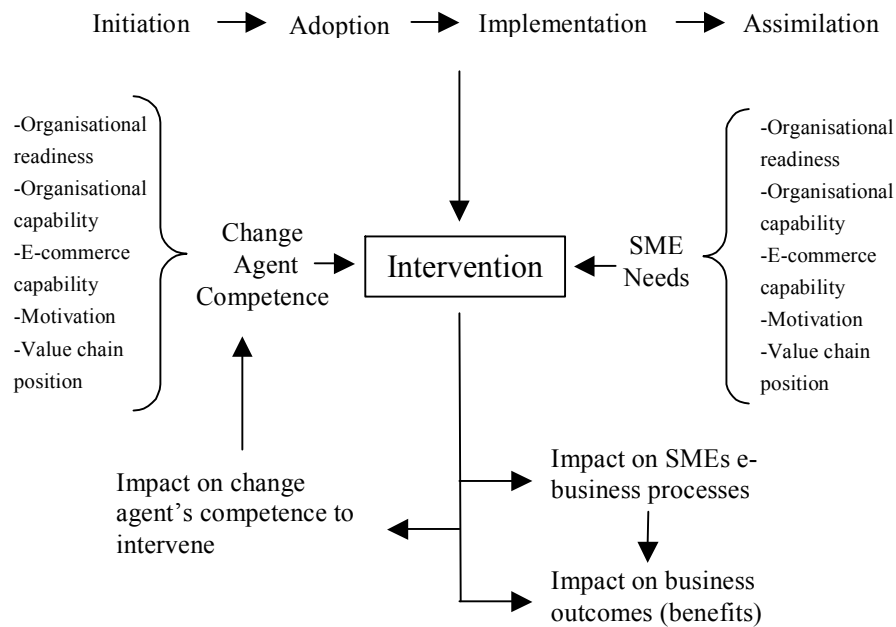 Initiation Adoption Implementation Assimilation
-Organisational
readiness
-Organisational
capability
-E-commerce
capability
-Motivation
-Value chain
position
Change
Agent
Competence
Intervention
SME
Needs
-Organisational
readiness
-Organisational
capability
-E-commerce
capability
-Motivation
-Value chain
position
Impact on change
agent's competence to
intervene
Impact on SMEs e-
business processes
Impact on business
outcomes (benefits)